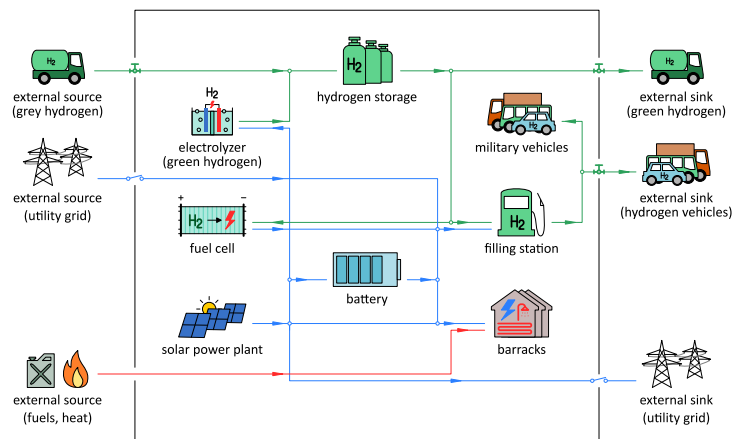 H₂
external source
(grey hydrogen)
H₂
hydrogen storage
H₂
external sink
(green hydrogen)
H₂
electrolyzer
(green hydrogen)
H₂
military vehicles
external source
(utility grid)
H₂
external sink
(hydrogen vehicles)
+ −
H₂
fuel cell
H₂
filling station
battery
solar power plant
barracks
external source
(fuels, heat)
external sink
(utility grid)